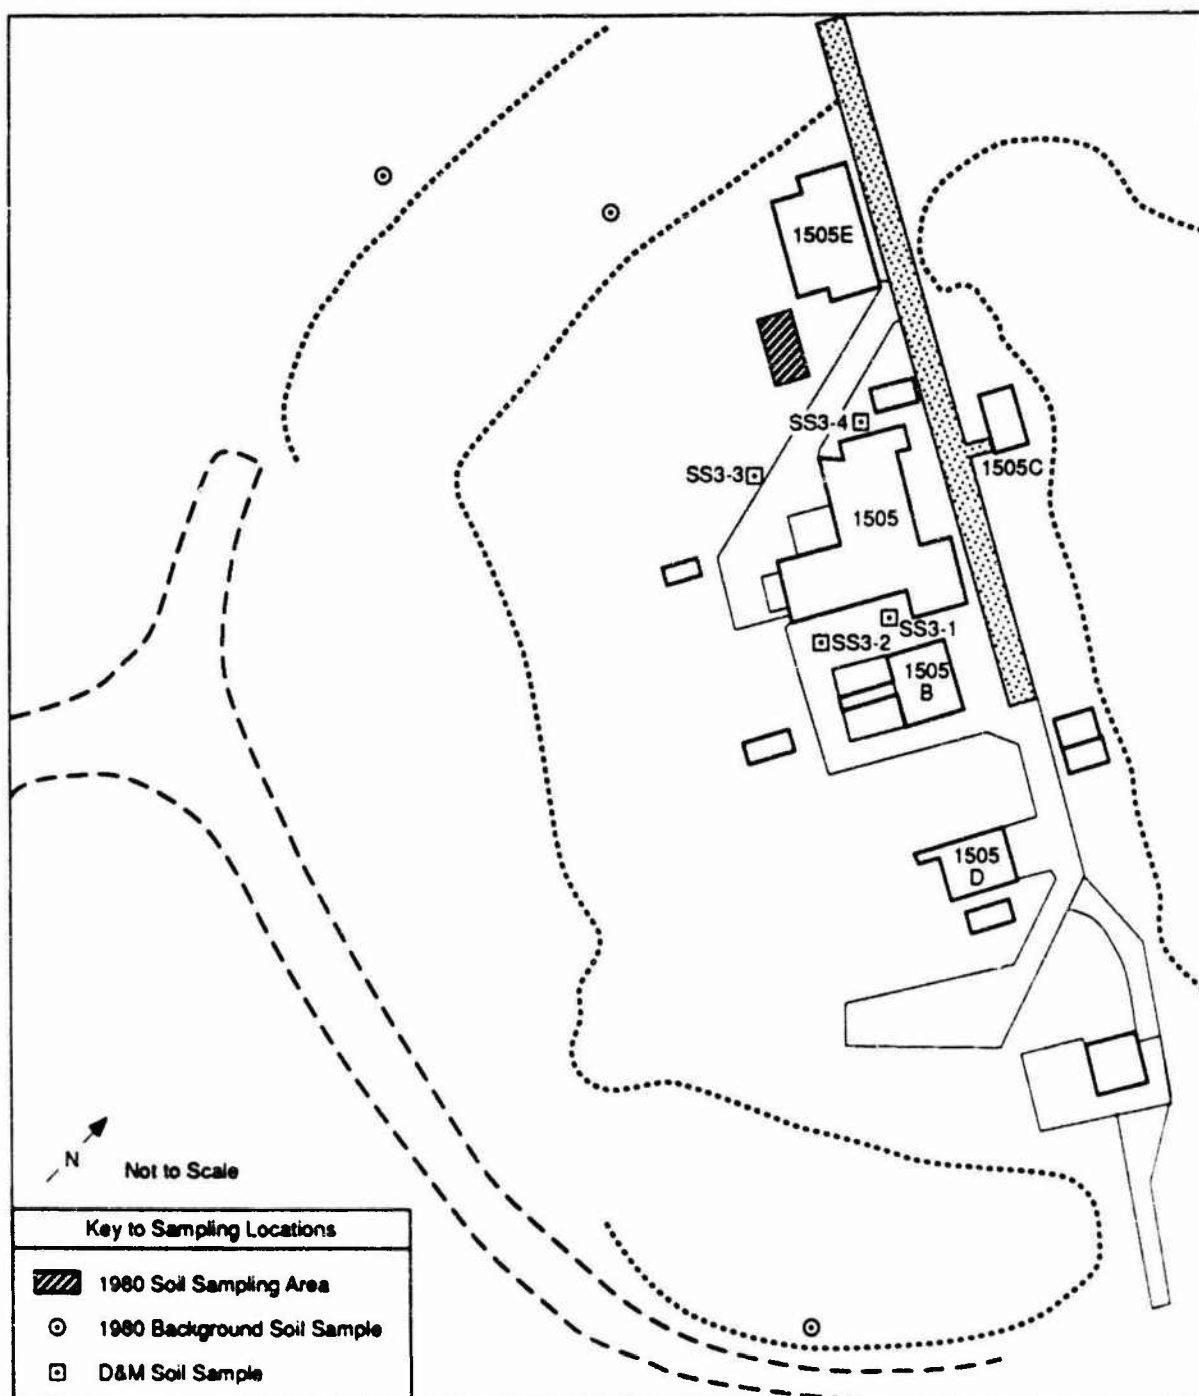 1505E
SS3-4
SS3-3
1505C
1505
SS3-1
SS3-2
1505
B
1505
D
N
Not to Scale
Key to Sampling Locations
1980 Soil Sampling Area
1980 Background Soil Sample
D&M Soil Sample